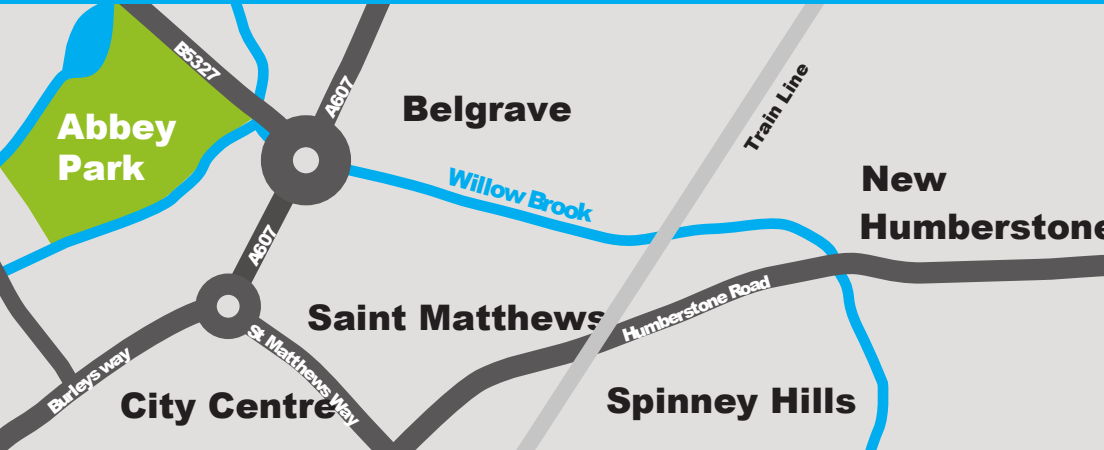 B5327
A607
Belgrave
Train Line
Abbey
Park
Willow Brook
New
Humberstone
A607
Saint Matthews
Humberstone Road
St Matthews Way
Burleys way
City Centre
Spinney Hills